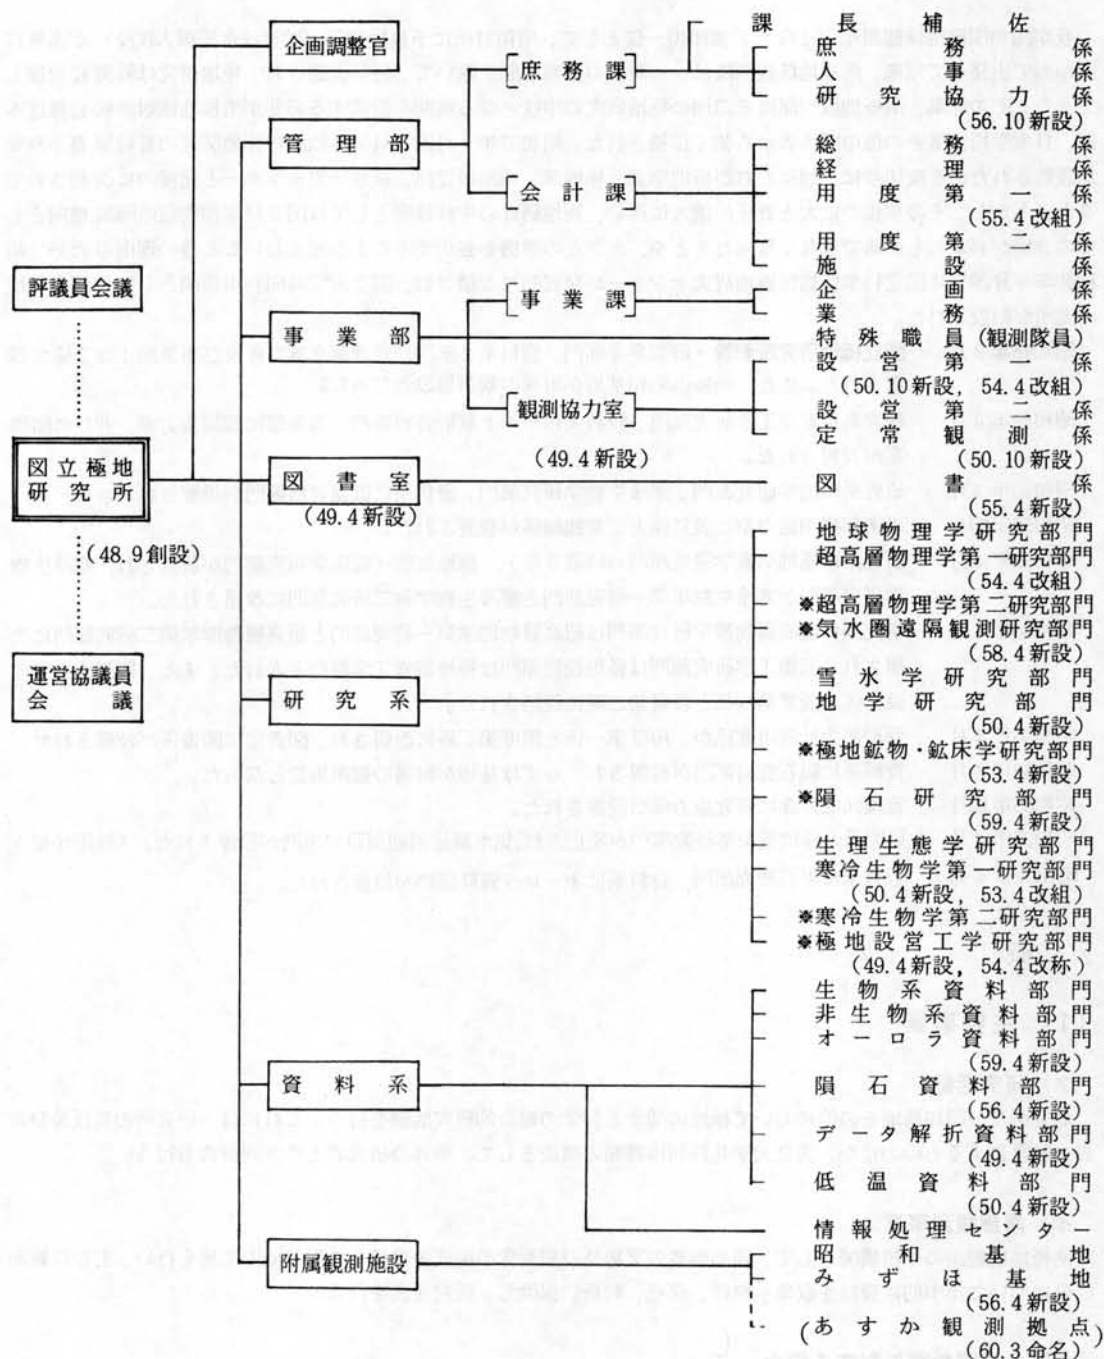 企画調整官
庶務課
課長補佐
庶務係
人事係
研究協力係
(56.10新設)
管理部
会計課
総務係
経理係
用度第一係
(55.4改組)
用度第二係
施設係
評議員会議
事業部
事業課
企画係
業務係
特殊職員(観測隊員)
観測協力室
(49.4新設)
設営第一係
(50.10新設, 54.4改組)
設営第二係
定常観測係
(50.10新設)
国立極地
研究所
(48.9創設)
図書室
(49.4新設)
図書係
(55.4新設)
運営協議員
会議
研究系
地球物理学研究部門
超高層物理学第一研究部門
(54.4改組)
※超高層物理学第二研究部門
※気水圏遠隔観測研究部門
(58.4新設)
雪氷学研究部門
地学研究部門
(50.4新設)
※極地鉱物・鉱床学研究部門
(53.4新設)
※隕石研究部門
(59.4新設)
生理生態学研究部門
寒冷生物学第一研究部門
(50.4新設, 53.4改組)
※寒冷生物学第二研究部門
※極地設営工学研究部門
(49.4新設, 54.4改称)
資料系
生物系資料部門
非生物系資料部門
オーロラ資料部門
(59.4新設)
隕石資料部門
(56.4新設)
データ解析資料部門
(49.4新設)
低温資料部門
(50.4新設)
情報処理センター
附属観測施設
昭和基地
みずほ基地
(56.4新設)
(あすか観測拠点)
(60.3命名)